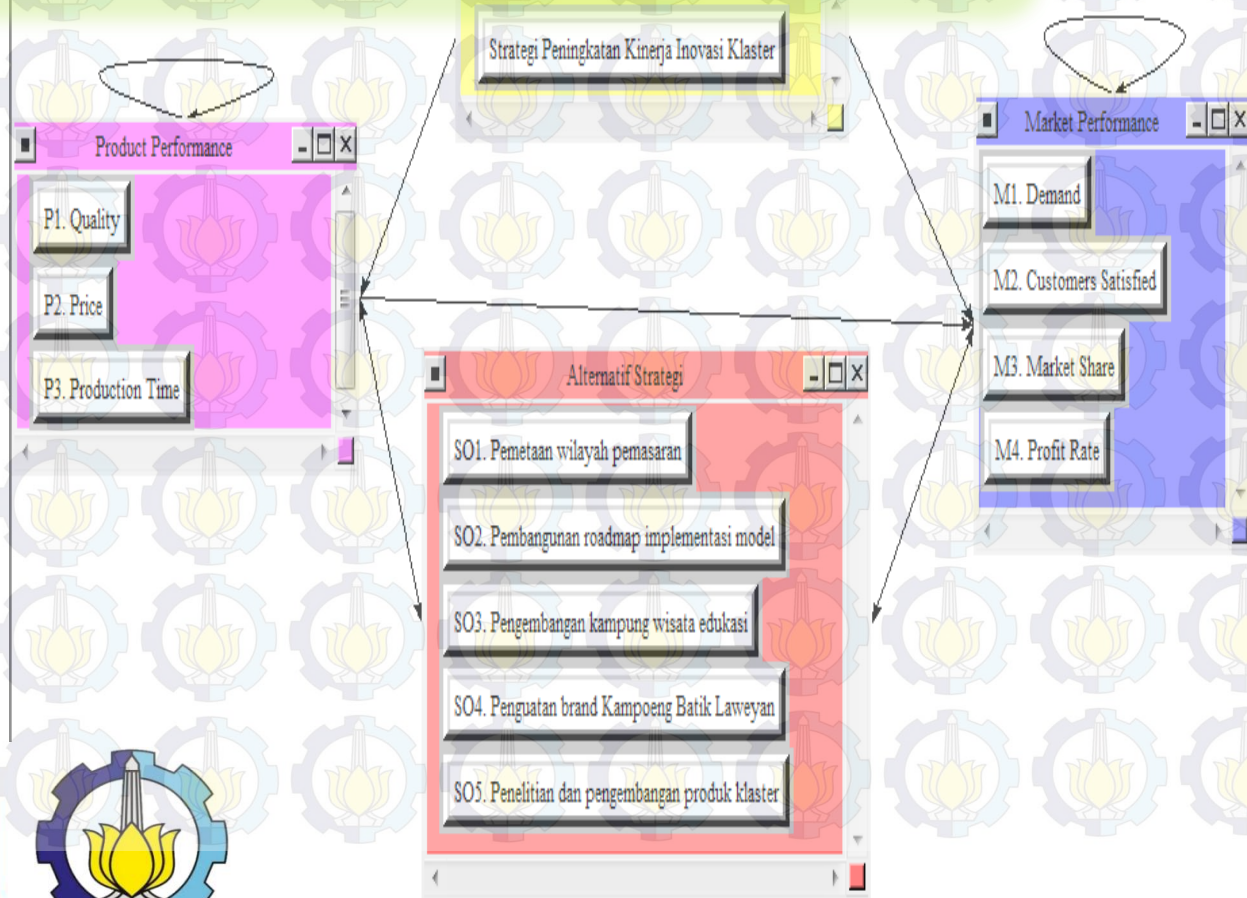 Strategi Peningkatan Kinerja Inovasi Klaster
Product Performance
P1. Quality
P2. Price
P3. Production Time
Market Performance
M1. Demand
M2. Customers Satisfied
M3. Market Share
M4. Profit Rate
Alternatif Strategi
SO1. Pemetaan wilayah pemasaran
SO2. Pembangunan roadmap implementasi model
SO3. Pengembangan kampung wisata edukasi
SO4. Penguatan brand Kampoeng Batik Laweyan
SO5. Penelitian dan pengembangan produk klaster